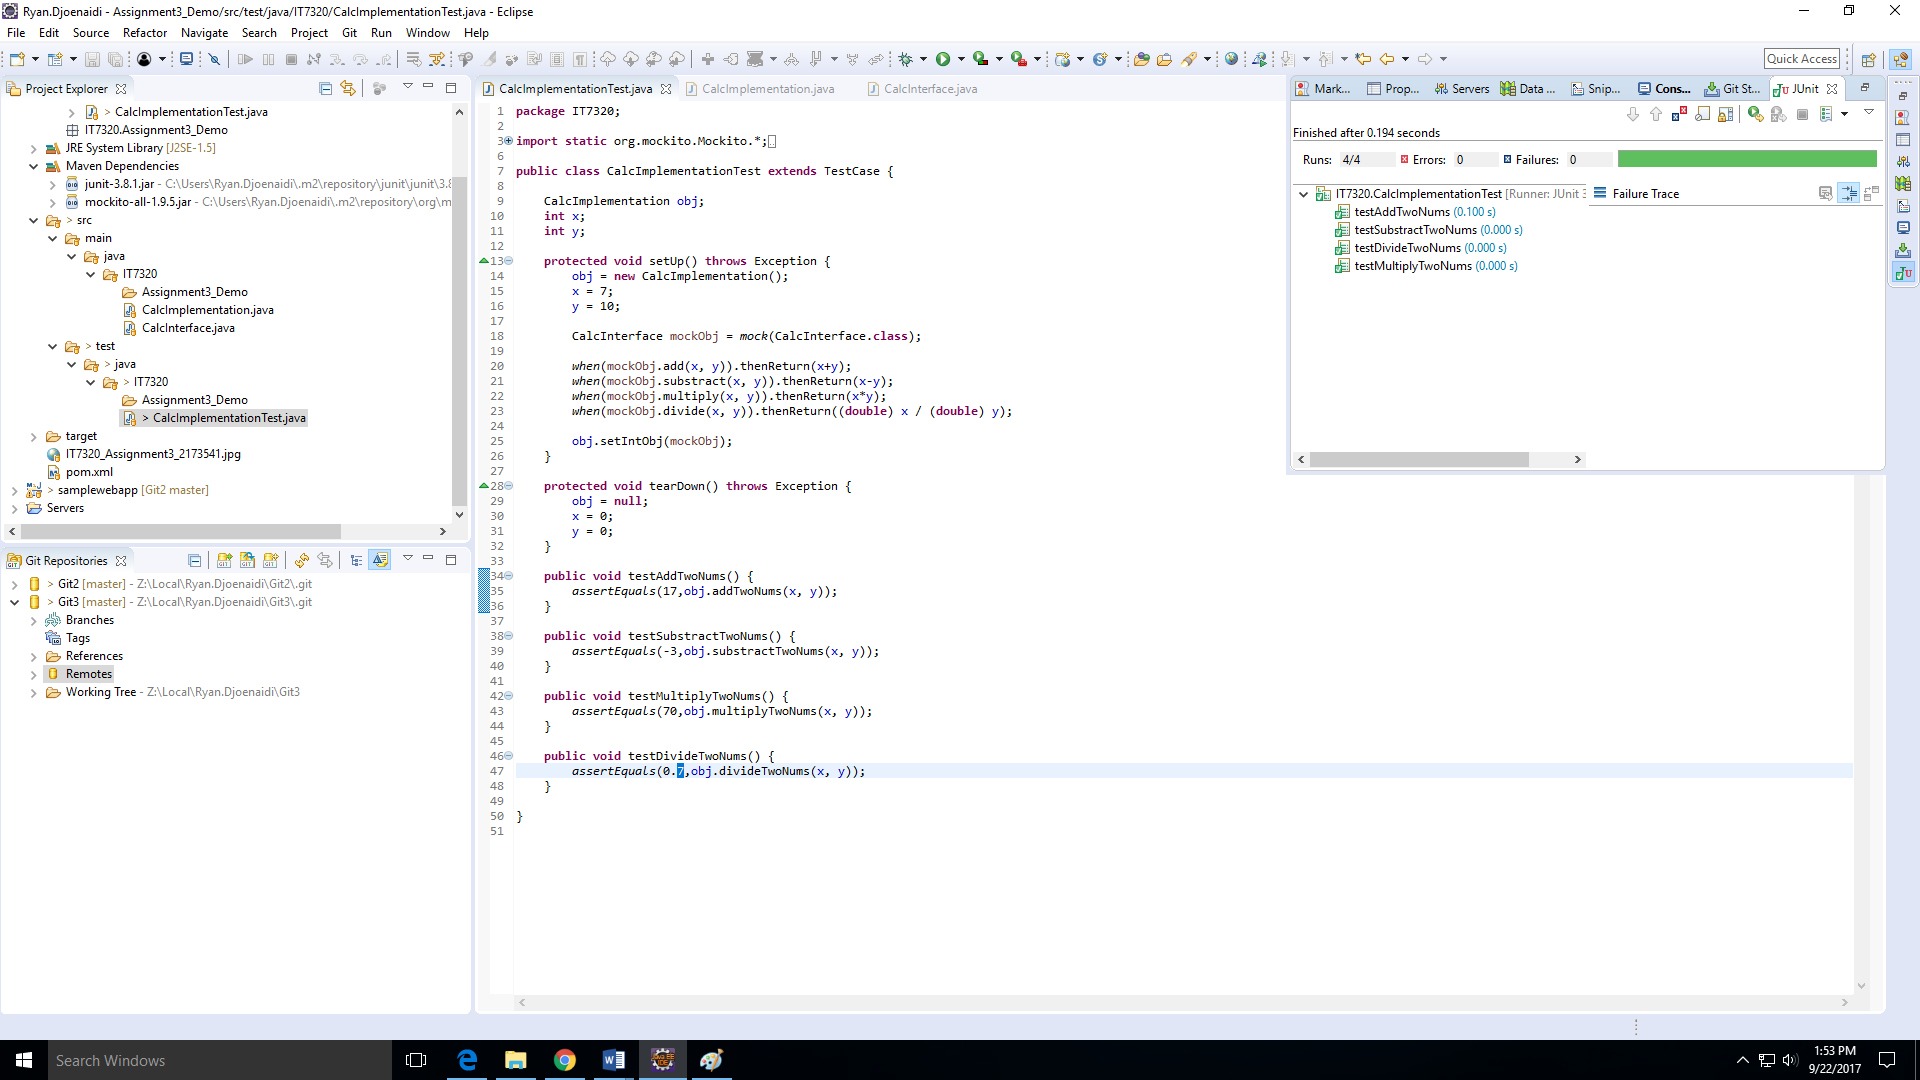 Ryan.Djoenaidi - Assignment3_Demo/src/test/java/IT7320/CalcImplementationTest.java - Eclipse
File Edit Source Refactor Navigate Search Project Git Run Window Help
Quick Access
Project Explorer
> CalcImplementationTest.java
IT7320.Assignment3_Demo
JRE System Library [J2SE-1.5]
Maven Dependencies
junit-3.8.1.jar - C:\Users\Ryan.Djoenaidi\.m2\repository\junit\junit\3.8
mockito-all-1.9.5.jar - C:\Users\Ryan.Djoenaidi\.m2\repository\org\m
> src
main
java
IT7320
Assignment3_Demo
CalcImplementation.java
CalcInterface.java
> test
> java
> IT7320
Assignment3_Demo
> CalcImplementationTest.java
target
IT7320_Assignment3_2173541.jpg
pom.xml
> samplewebapp [Git2 master]
Servers
Git Repositories
> Git2 [master] - Z:\Local\Ryan.Djoenaidi\Git2\.git
> Git3 [master] - Z:\Local\Ryan.Djoenaidi\Git3\.git
Branches
Tags
References
Remotes
Working Tree - Z:\Local\Ryan.Djoenaidi\Git3
CalcImplementationTest.java CalcImplementation.java CalcInterface.java
1 package IT7320;
2
3 import static org.mockito.Mockito.*;
6
7 public class CalcImplementationTest extends TestCase {
8
9 CalcImplementation obj;
10 int x;
11 int y;
12
13 protected void setUp() throws Exception {
14 obj = new CalcImplementation();
15 x = 7;
16 y = 10;
17
18 CalcInterface mockObj = mock(CalcInterface.class);
19
20 when(mockObj.add(x, y)).thenReturn(x+y);
21 when(mockObj.substract(x, y)).thenReturn(x-y);
22 when(mockObj.multiply(x, y)).thenReturn(x*y);
23 when(mockObj.divide(x, y)).thenReturn((double) x / (double) y);
24
25 obj.setIntObj(mockObj);
26 }
27
28 protected void tearDown() throws Exception {
29 obj = null;
30 x = 0;
31 y = 0;
32 }
33
34 public void testAddTwoNums() {
35 assertEquals(17,obj.addTwoNums(x, y));
36 }
37
38 public void testSubstractTwoNums() {
39 assertEquals(-3,obj.substractTwoNums(x, y));
40 }
41
42 public void testMultiplyTwoNums() {
43 assertEquals(70,obj.multiplyTwoNums(x, y));
44 }
45
46 public void testDivideTwoNums() {
47 assertEquals(0.7,obj.divideTwoNums(x, y));
48 }
49
50 }
51
Mark... Prop... Servers Data ... Snip... Cons... Git St... JUnit
Finished after 0.194 seconds
Runs: 4/4 Errors: 0 Failures: 0
IT7320.CalcImplementationTest [Runner: JUnit 3
testAddTwoNums (0.100 s)
testSubstractTwoNums (0.000 s)
testDivideTwoNums (0.000 s)
testMultiplyTwoNums (0.000 s)
Failure Trace
Search Windows
1:53 PM
9/22/2017